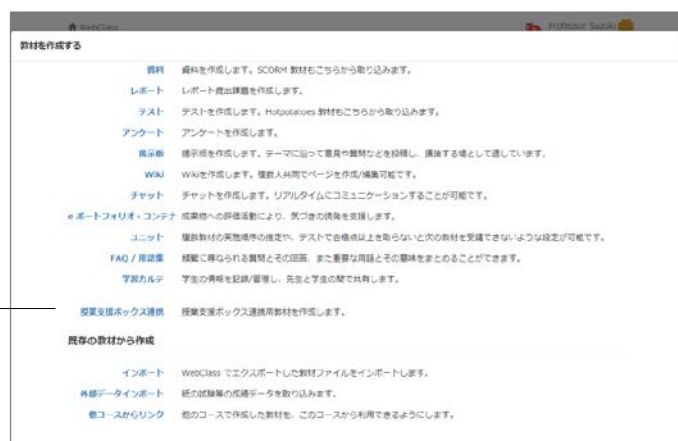 WebClass Professor Suzuki
教材を作成する
資料 資料を作成します。SCORM 教材もこちらから取り込みます。
レポート レポート提出課題を作成します。
テスト テストを作成します。Hotpotatoes 教材もこちらから取り込みます。
アンケート アンケートを作成します。
掲示板 掲示板を作成します。テーマに沿って意見や質問などを投稿し、議論する場として適しています。
Wiki Wikiを作成します。複数人共同でページを作成/編集可能です。
チャット チャットを作成します。リアルタイムにコミュニケーションすることが可能です。
e ポートフォリオ・コンテナ 成果物への評価活動により、気づきの誘発を支援します。
ユニット 複数教材の実施順序の指定や、テストで合格点以上を取らないと次の教材を受講できないような設定が可能です。
FAQ / 用語集 頻繁に尋ねられる質問とその回答、また重要な用語とその意味をまとめることができます。
学習カルテ 学生の情報を記録/管理し、先生と学生の間で共有します。
授業支援ボックス連携 授業支援ボックス連携用教材を作成します。
既存の教材から作成
インポート WebClass でエクスポートした教材ファイルをインポートします。
外部データインポート 紙の試験等の成績データを取り込みます。
他コースからリンク 他のコースで作成した教材を、このコースから利用できるようにします。